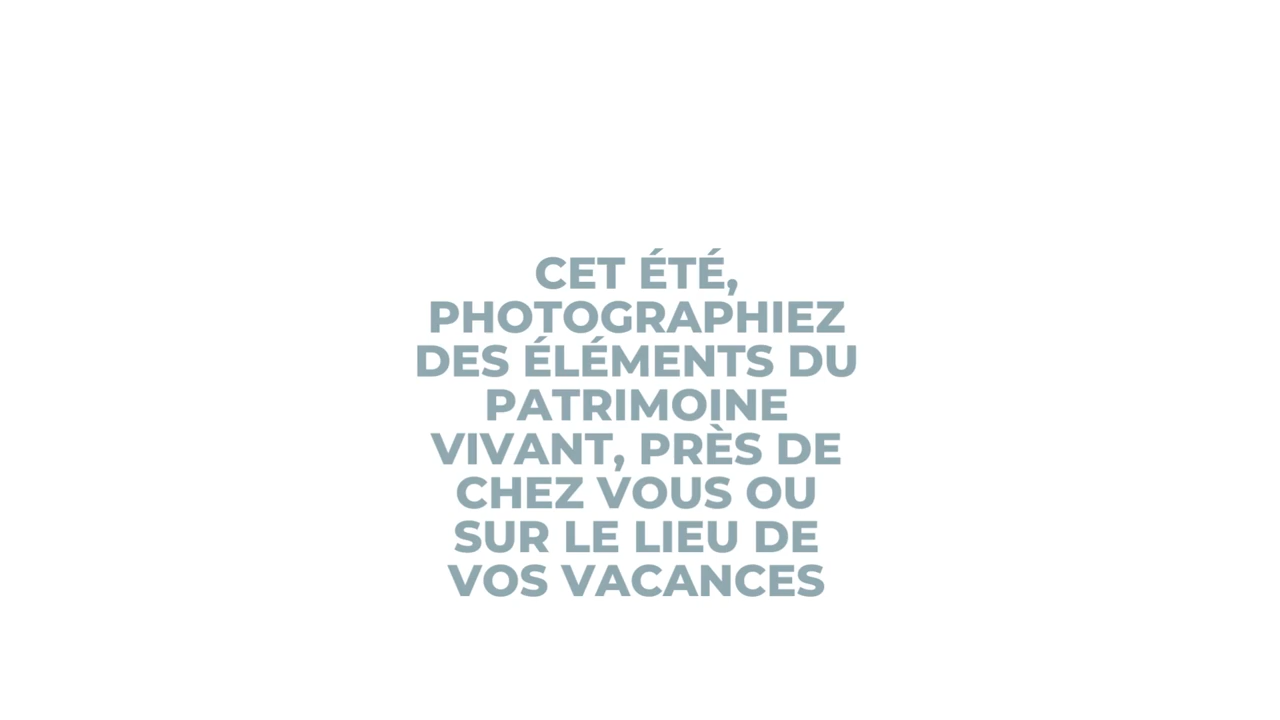 CET ÉTÉ,
PHOTOGRAPHIEZ
DES ÉLÉMENTS DU
PATRIMOINE
VIVANT, PRÈS DE
CHEZ VOUS OU
SUR LE LIEU DE
VOS VACANCES